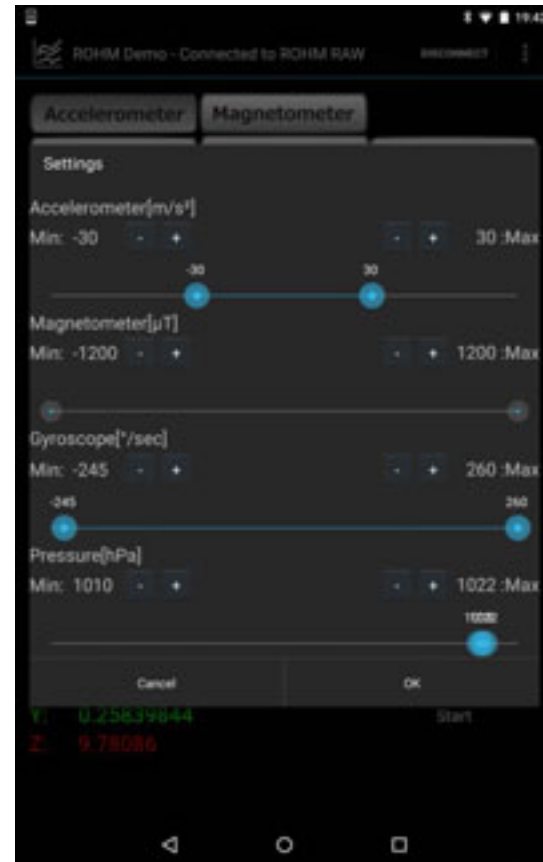 19:42
ROHM Demo - Connected to ROHM RAW DISCONNECT
Accelerometer Magnetometer
Settings
Accelerometer[m/s²]
Min: -30 - + - + 30 :Max
-30 30
Magnetometer[µT]
Min: -1200 - + - + 1200 :Max
Gyroscope[°/sec]
Min: -245 - + - + 260 :Max
-245 260
Pressure[hPa]
Min: 1010 - + - + 1022 :Max
Cancel OK
Y: 0.25839844 Start
Z: 9.78086